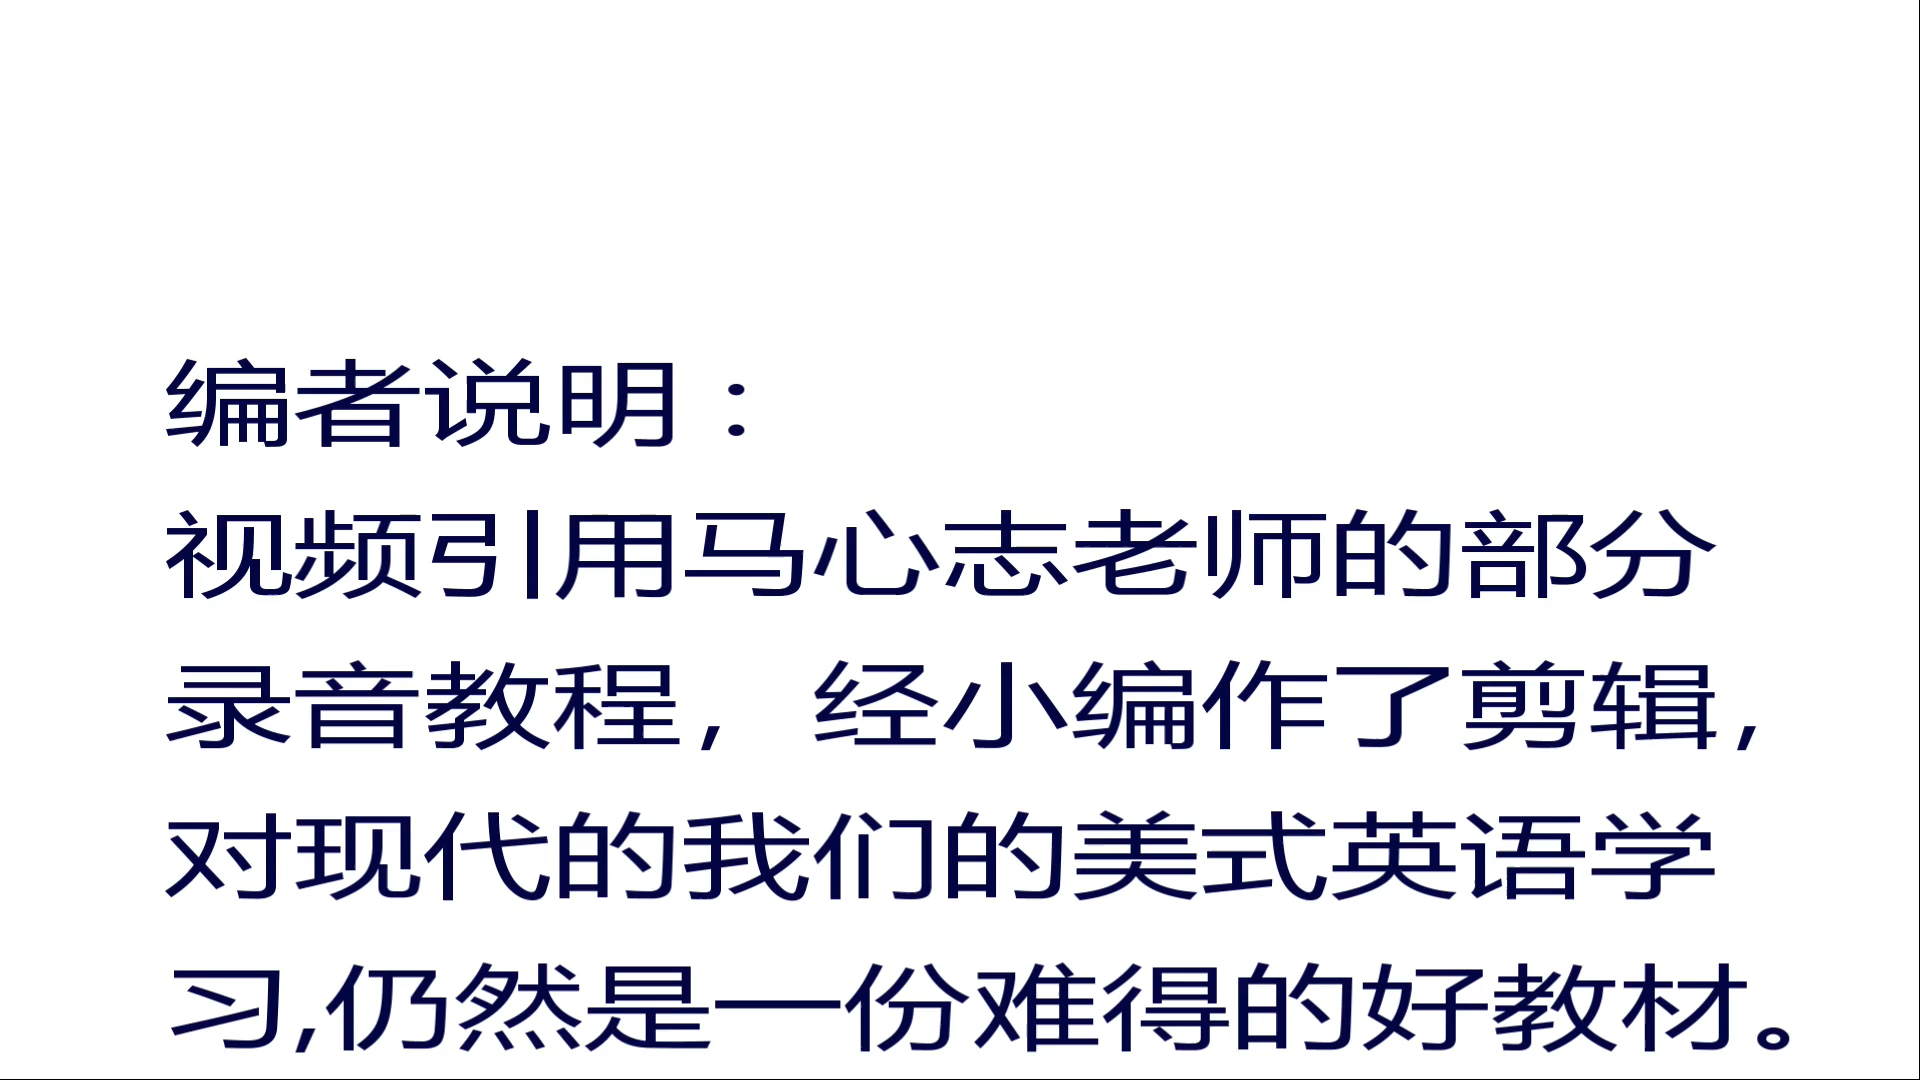 编者说明：
视频引用马心志老师的部分
录音教程，经小编作了剪辑,
对现代的我们的美式英语学
习,仍然是一份难得的好教材。